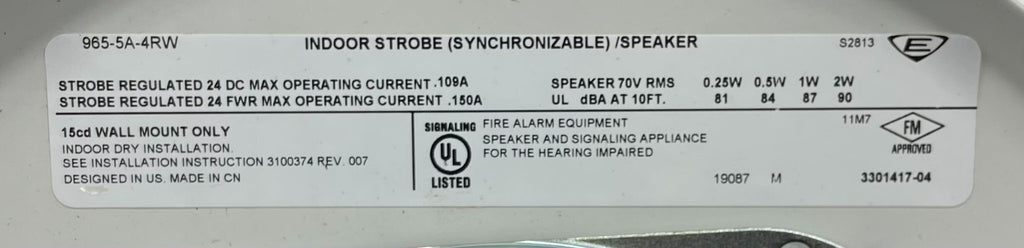 965-5A-4RW INDOOR STROBE (SYNCHRONIZABLE) /SPEAKER S2813 E
STROBE REGULATED 24 DC MAX OPERATING CURRENT .109A
STROBE REGULATED 24 FWR MAX OPERATING CURRENT .150A
SPEAKER 70V RMS 0.25W 0.5W 1W 2W
UL dBA AT 10FT. 81 84 87 90
15cd WALL MOUNT ONLY
INDOOR DRY INSTALLATION.
SEE INSTALLATION INSTRUCTION 3100374 REV. 007
DESIGNED IN US. MADE IN CN
SIGNALING
UL
LISTED
FIRE ALARM EQUIPMENT
SPEAKER AND SIGNALING APPLIANCE
FOR THE HEARING IMPAIRED
11M7
FM
APPROVED
19087 M 3301417-04